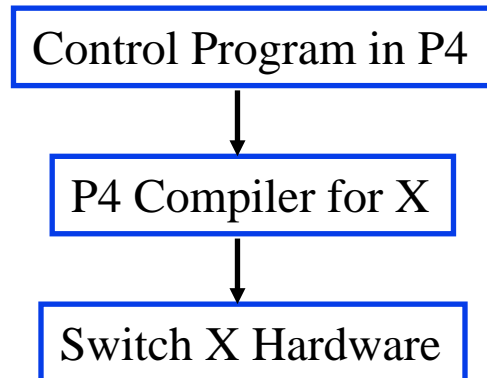 Control Program in P4
P4 Compiler for X
Switch X Hardware